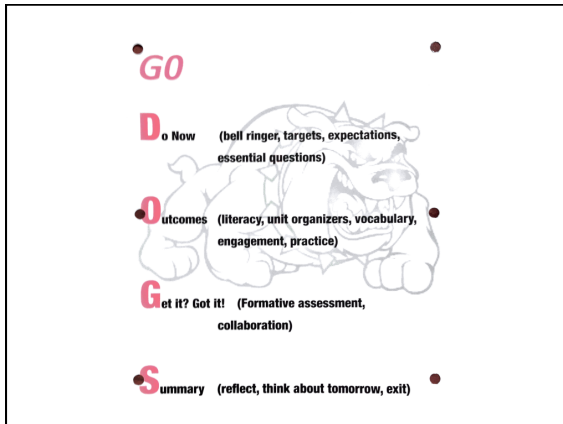 GO
Do Now (bell ringer, targets, expectations,
essential questions)
Outcomes (literacy, unit organizers, vocabulary,
engagement, practice)
Get it? Got it! (Formative assessment,
collaboration)
Summary (reflect, think about tomorrow, exit)